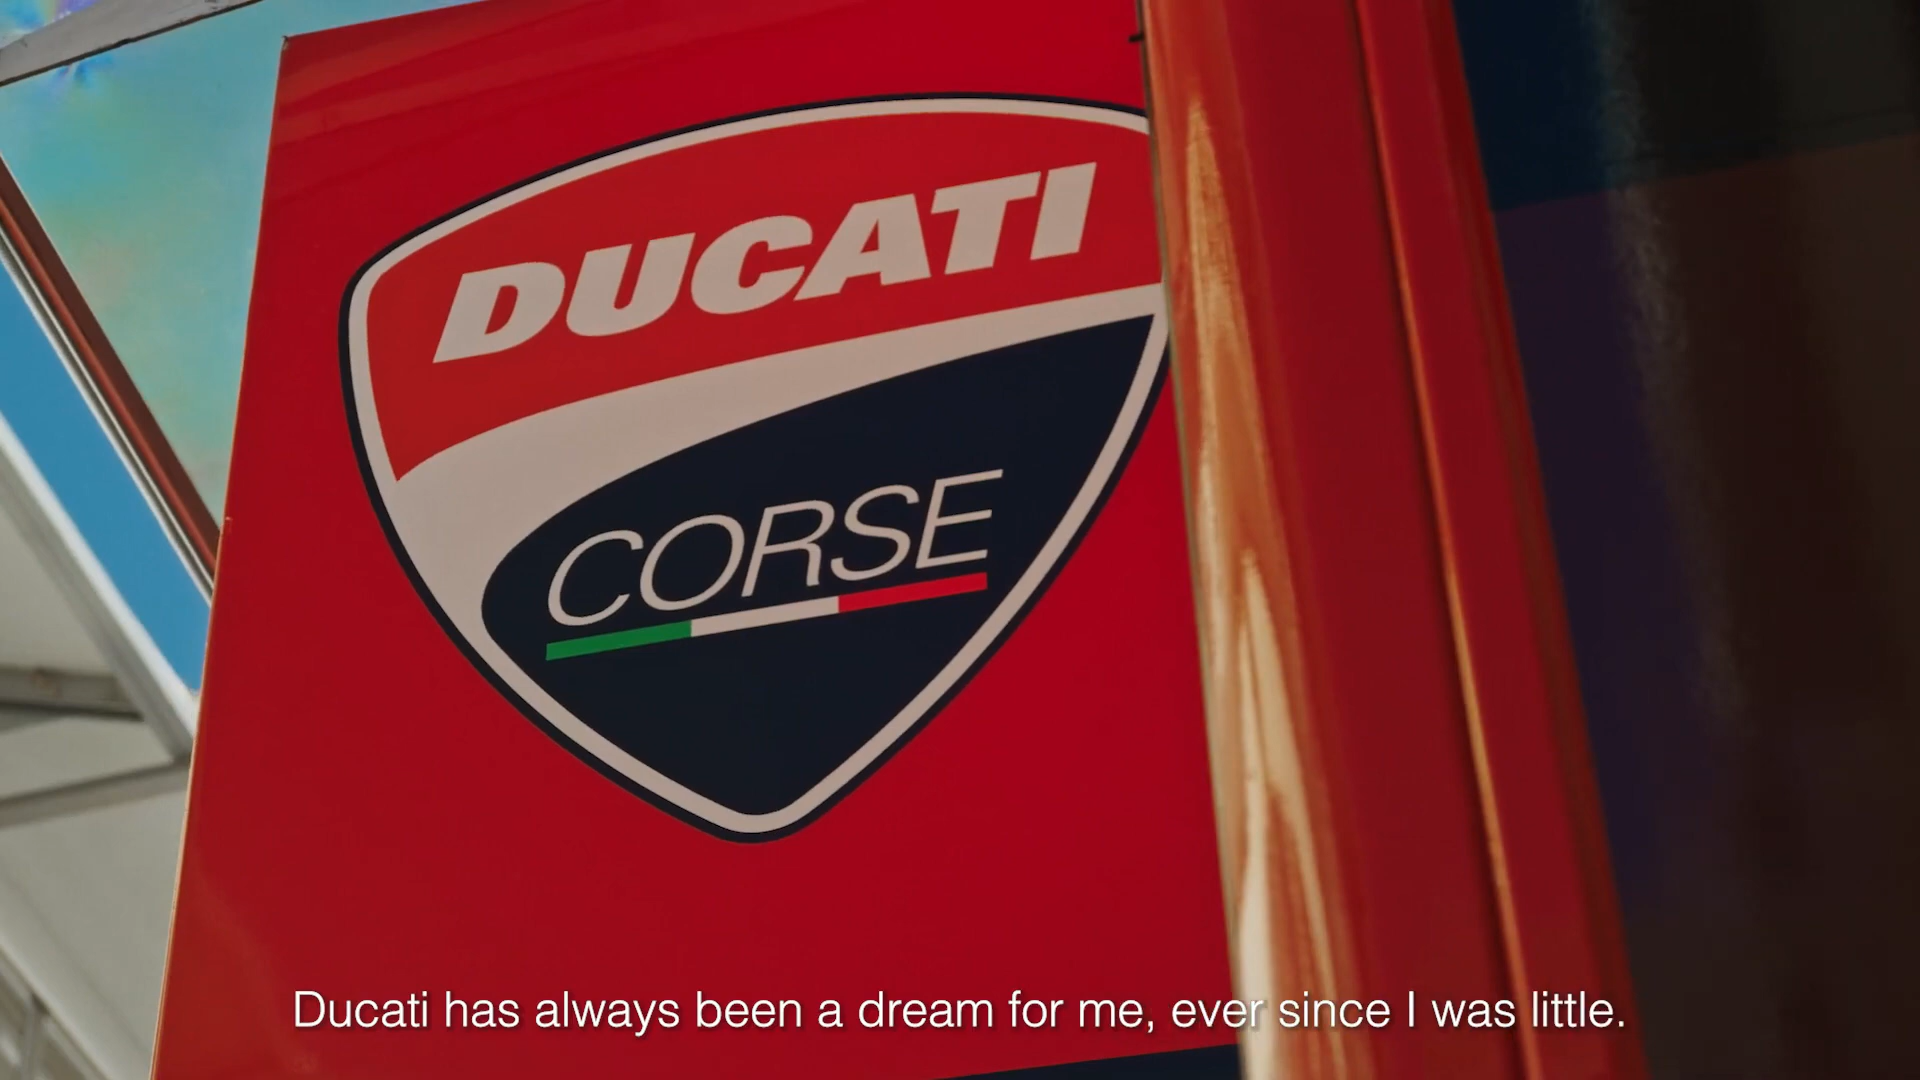 DUCATI
CORSE
Ducati has always been a dream for me, ever since I was little.